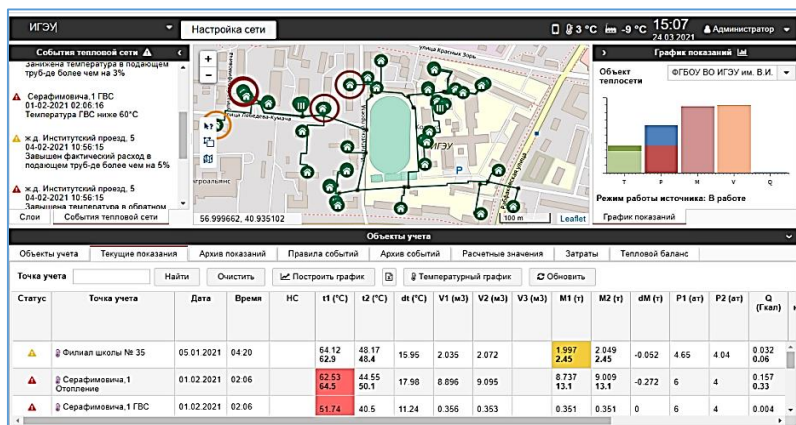 ИГЭУ
Настройка сети
3 °C -9 °C 15:07
24.03.2021
Администратор
События тепловой сети
Занижена температура в подающем
труб-де более чем на 3%
Серафимовича,1 ГВС
01-02-2021 02:06:16
Температура ГВС ниже 60°C
ж.д. Институтский проезд, 5
04-02-2021 10:56:15
Завышен фактический расход в
подающем труб-де более чем на 5%
ж.д. Институтский проезд, 5
04-02-2021 10:56:15
Завышена температура в обратном
Слои
События тепловой сети
+
−
улица Красных Зорь
улица Лебедева-Кумача
ИГЭУ
P
Рабфаковская улица
агроальянс
56.999662, 40.935102
100 m
Leaflet
График показаний
Объект
теплосети
ФГБОУ ВО ИГЭУ им. В.И.
T P M V Q
Режим работы источника: В работе
График показаний
Объекты учета
Объекты учета Текущие показания Архив показаний Правила событий Архив событий Расчетные значения Затраты Тепловой баланс
Точка учета Найти Очистить Построить график Температурный график Обновить
Статус Точка учета Дата Время НС t1 (°C) t2 (°C) dt (°C) V1 (м3) V2 (м3) V3 (м3) M1 (т) M2 (т) dM (т) P1 (ат) P2 (ат) Q
(Гкал)
Филиал школы № 35 05.01.2021 04:20 64.12 48.17 15.95 2.035 2.072 1.997 2.049 -0.052 4.65 4.04 0.032
62.9 48.4 2.45 2.45 0.06
Серафимовича,1 01.02.2021 02:06 62.53 44.55 17.98 8.896 9.095 8.737 9.009 -0.272 6 4 0.157
Отопление 64.5 50.1 13.1 13.1 0.33
Серафимовича,1 ГВС 01.02.2021 02:06 51.74 40.5 11.24 0.356 0.353 0.351 0.351 0 6 4 0.004